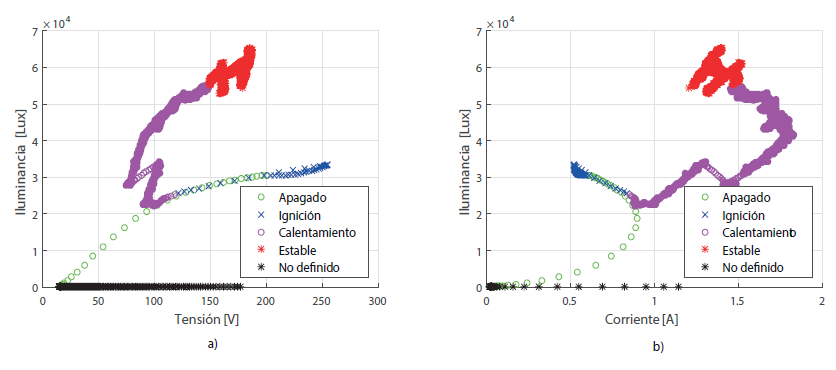 × 10⁴
7
6
5
4
3
2
1
0
Iluminancia [Lux]
Apagado
Ignición
Calentamiento
Estable
No definido
0 50 100 150 200 250 300
Tensión [V]
a)
× 10⁴
7
6
5
4
3
2
1
0
Iluminancia [Lux]
Apagado
Ignición
Calentamiento
Estable
No definido
0 0.5 1 1.5 2
Corriente [A]
b)